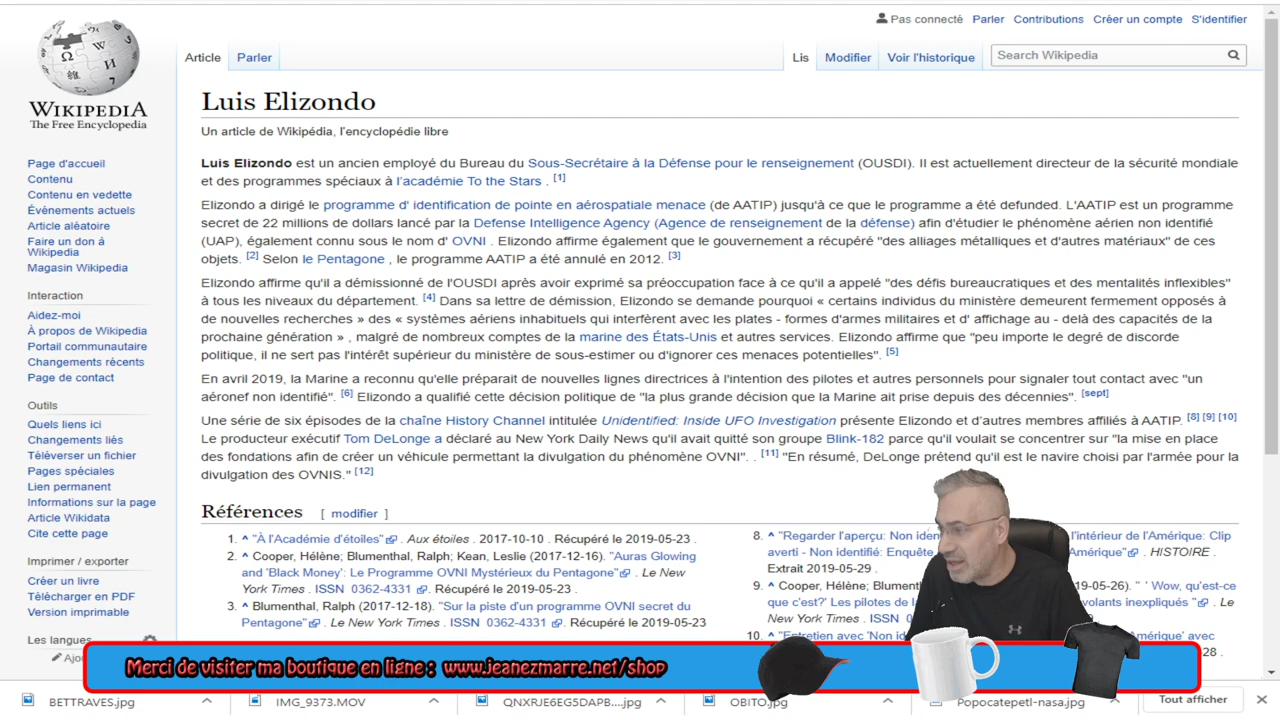 Pas connecté Parler Contributions Créer un compte S'identifier
Article Parler Lis Modifier Voir l'historique Search Wikipedia
WIKIPEDIA
The Free Encyclopedia
Page d'accueil
Contenu
Contenu en vedette
Événements actuels
Article aléatoire
Faire un don á
Wikipedia
Magasin Wikipedia
Interaction
Aidez-moi
À propos de Wikipedia
Portail communautaire
Changements récents
Page de contact
Outils
Quels liens ici
Changements liés
Téléverser un fichier
Pages spéciales
Lien permanent
Informations sur la page
Article Wikidata
Cite cette page
Imprimer / exporter
Créer un livre
Télécharger en PDF
Version imprimable
Les langues
Luis Elizondo
Un article de Wikipédia, l'encyclopédie libre
Luis Elizondo est un ancien employé du Bureau du Sous-Secrétaire à la Défense pour le renseignement (OUSDI). Il est actuellement directeur de la sécurité mondiale
et des programmes spéciaux à l'académie To the Stars . [1]
Elizondo a dirigé le programme d' identification de pointe en aérospatiale menace (de AATIP) jusqu'à ce que le programme a été defunded. L'AATIP est un programme
secret de 22 millions de dollars lancé par la Defense Intelligence Agency (Agence de renseignement de la défense) afin d'étudier le phénomène aérien non identifié
(UAP), également connu sous le nom d' OVNI . Elizondo affirme également que le gouvernement a récupéré "des alliages métalliques et d'autres matériaux" de ces
objets. [2] Selon le Pentagone , le programme AATIP a été annulé en 2012. [3]
Elizondo affirme qu'il a démissionné de l'OUSDI après avoir exprimé sa préoccupation face à ce qu'il a appelé "des défis bureaucratiques et des mentalités inflexibles"
à tous les niveaux du département. [4] Dans sa lettre de démission, Elizondo se demande pourquoi « certains individus du ministère demeurent fermement opposés à
de nouvelles recherches » des « systèmes aériens inhabituels qui interfèrent avec les plates - formes d'armes militaires et d' affichage au - delà des capacités de la
prochaine génération » , malgré de nombreux comptes de la marine des États-Unis et autres services. Elizondo affirme que "peu importe le degré de discorde
politique, il ne sert pas l'intérêt supérieur du ministère de sous-estimer ou d'ignorer ces menaces potentielles". [5]
En avril 2019, la Marine a reconnu qu'elle préparait de nouvelles lignes directrices à l'intention des pilotes et autres personnels pour signaler tout contact avec "un
aéronef non identifié". [6] Elizondo a qualifié cette décision politique de "la plus grande décision que la Marine ait prise depuis des décennies". [sept]
Une série de six épisodes de la chaîne History Channel intitulée Unidentified: Inside UFO Investigation présente Elizondo et d'autres membres affiliés à AATIP. [8] [9] [10]
Le producteur exécutif Tom DeLonge a déclaré au New York Daily News qu'il avait quitté son groupe Blink-182 parce qu'il voulait se concentrer sur "la mise en place
des fondations afin de créer un véhicule permettant la divulgation du phénomène OVNI". . [11] "En résumé, DeLonge prétend qu'il est le navire choisi par l'armée pour la
divulgation des OVNIS." [12]
Références [ modifier ]
1. ^ "À l'Académie d'étoiles" . Aux étoiles . 2017-10-10 . Récupéré le 2019-05-23 .
2. ^ Cooper, Hélène; Blumenthal, Ralph; Kean, Leslie (2017-12-16). "Auras Glowing
and 'Black Money': Le Programme OVNI Mystérieux du Pentagone" . Le New
York Times . ISSN 0362-4331 . Récupéré le 2019-05-23 .
3. ^ Blumenthal, Ralph (2017-12-18). "Sur la piste d'un programme OVNI secret du
Pentagone" . Le New York Times . ISSN 0362-4331 . Récupéré le 2019-05-23
8. ^ "Regarder l'aperçu: Non l'intérieur de l'Amérique: Clip
averti - Non identifié: Enquête Amérique" . HISTOIRE .
Extrait 2019-05-29 .
9. ^ Cooper, Hélène; -05-26). " ' Wow, qu'est-ce
que c'est?' Les pilotes de volants inexpliqués " . Le
New York Times . ISSN
10. ^ "Entretien avec 'Non Amérique' avec
28 .
Merci de visiter ma boutique en ligne : www.jeanezmarre.net/shop
BETTRAVES.jpg IMG_9373.MOV QNXRJE6EG5DAPB....jpg OBITO.jpg Popocatepetl-nasa.jpg Tout afficher